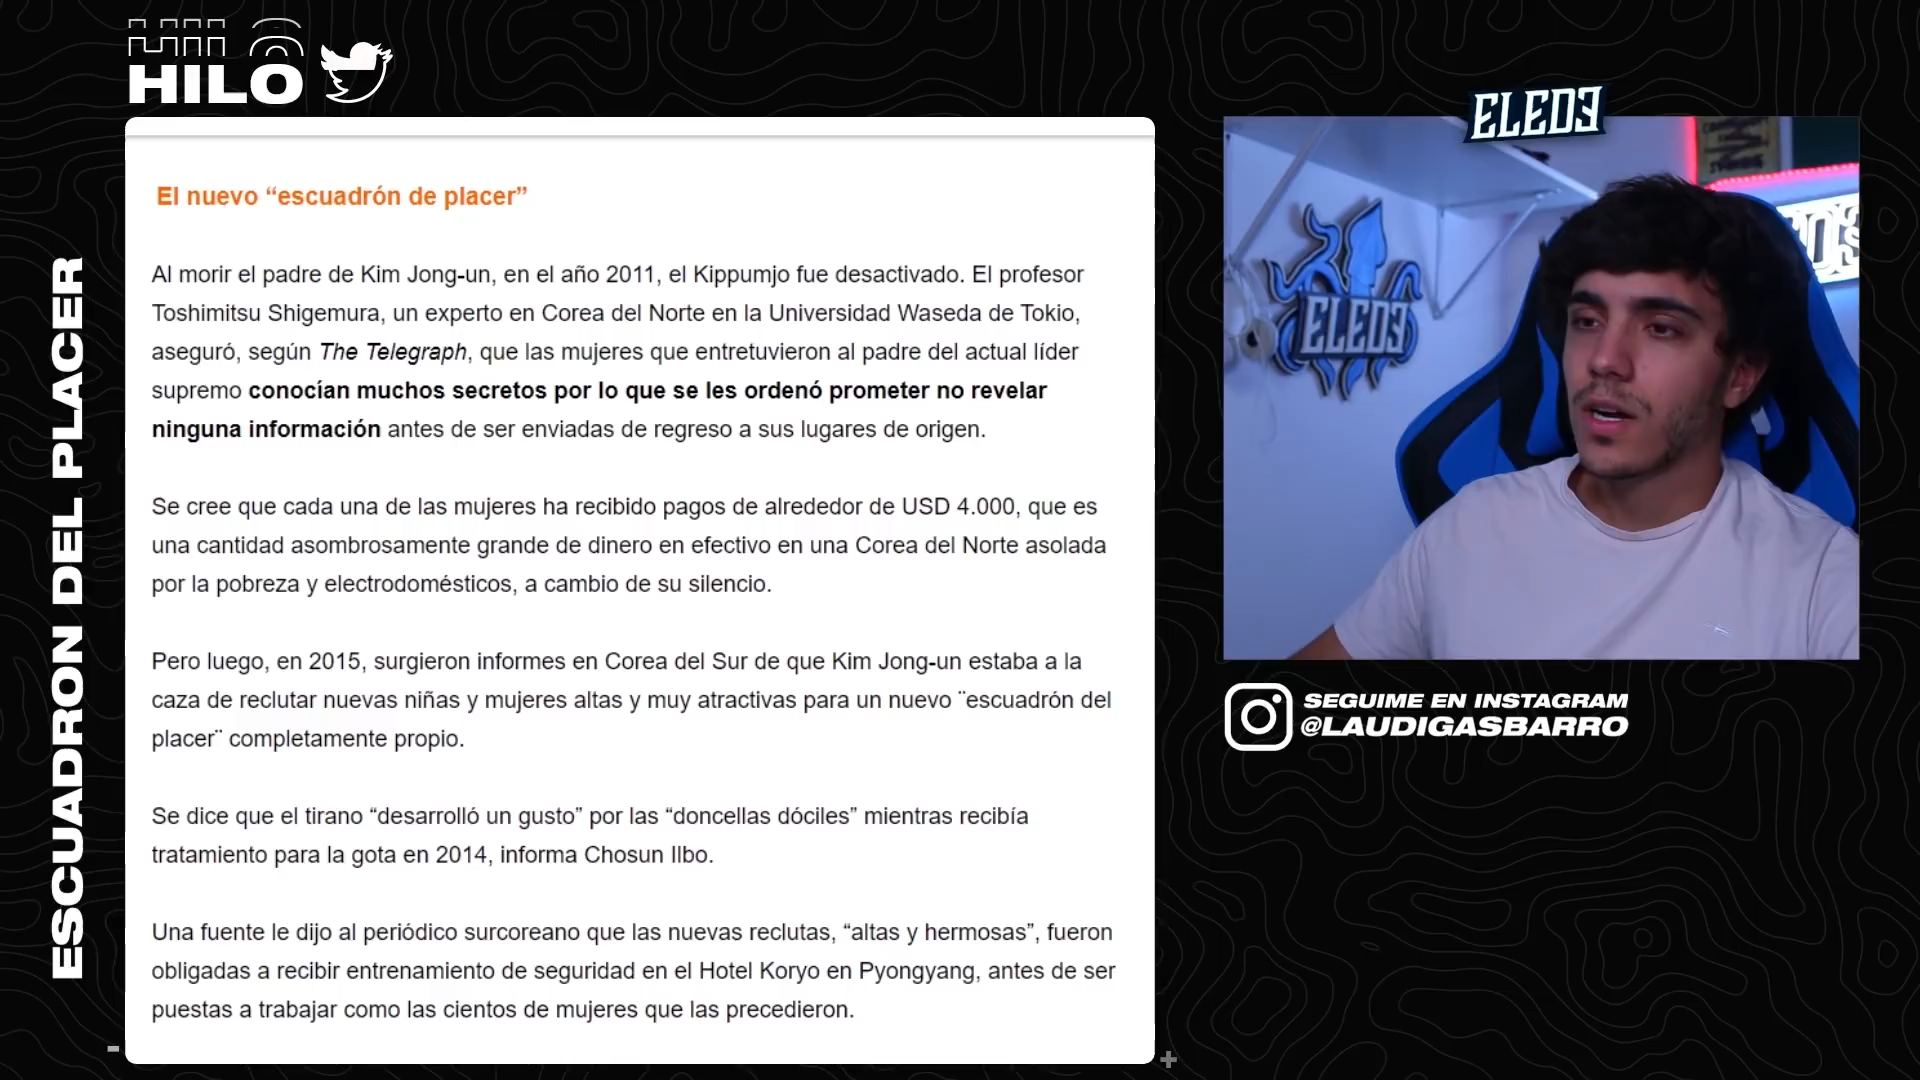 HILO
HILO
ESCUADRON DEL PLACER
El nuevo “escuadrón de placer”
Al morir el padre de Kim Jong-un, en el año 2011, el Kippumjo fue desactivado. El profesor
Toshimitsu Shigemura, un experto en Corea del Norte en la Universidad Waseda de Tokio,
aseguró, según The Telegraph, que las mujeres que entretuvieron al padre del actual líder
supremo conocían muchos secretos por lo que se les ordenó prometer no revelar
ninguna información antes de ser enviadas de regreso a sus lugares de origen.
Se cree que cada una de las mujeres ha recibido pagos de alrededor de USD 4.000, que es
una cantidad asombrosamente grande de dinero en efectivo en una Corea del Norte asolada
por la pobreza y electrodomésticos, a cambio de su silencio.
Pero luego, en 2015, surgieron informes en Corea del Sur de que Kim Jong-un estaba a la
caza de reclutar nuevas niñas y mujeres altas y muy atractivas para un nuevo ¨escuadrón del
placer¨ completamente propio.
Se dice que el tirano “desarrolló un gusto” por las “doncellas dóciles” mientras recibía
tratamiento para la gota en 2014, informa Chosun Ilbo.
Una fuente le dijo al periódico surcoreano que las nuevas reclutas, “altas y hermosas”, fueron
obligadas a recibir entrenamiento de seguridad en el Hotel Koryo en Pyongyang, antes de ser
puestas a trabajar como las cientos de mujeres que las precedieron.
ELED3
ELED3
SEGUIME EN INSTAGRAM
@LAUDIGASBARRO